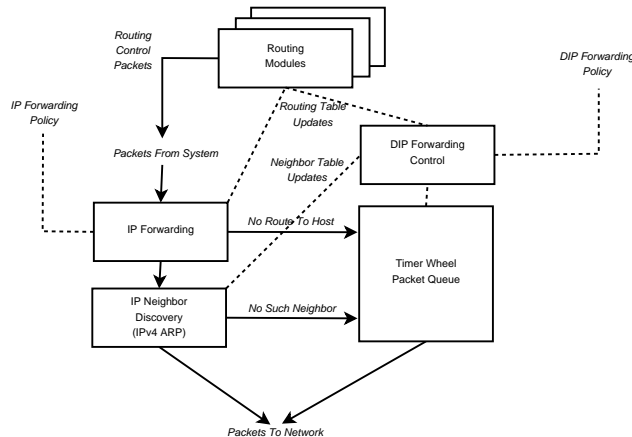 Routing
Control
Packets
Routing
Modules
DIP Forwarding
Policy
IP Forwarding
Policy
Routing Table
Updates
Packets From System
Neighbor Table
Updates
DIP Forwarding
Control
IP Forwarding
No Route To Host
Timer Wheel
Packet Queue
IP Neighbor
Discovery
(IPv4 ARP)
No Such Neighbor
Packets To Network